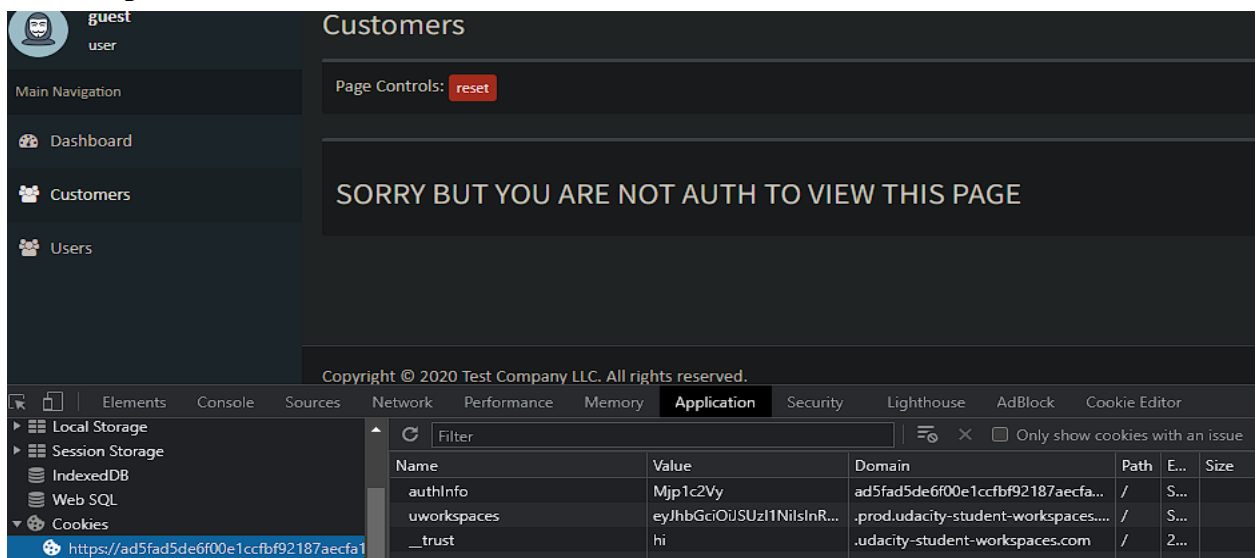 guest
user
Customers
Main Navigation
Page Controls: reset
Dashboard
Customers
SORRY BUT YOU ARE NOT AUTH TO VIEW THIS PAGE
Users
Copyright © 2020 Test Company LLC. All rights reserved.
Elements Console Sources Network Performance Memory Application Security Lighthouse AdBlock Cookie Editor
Local Storage
Session Storage
IndexedDB
Web SQL
Cookies
https://ad5fad5de6f00e1ccfbf92187aecfa1
Filter Only show cookies with an issue
Name Value Domain Path E... Size
authInfo Mjp1c2Vy ad5fad5de6f00e1ccfbf92187aecfa... / S...
uworkspaces eyJhbGciOiJSUzI1NiIsInR... .prod.udacity-student-workspaces.... / S...
__trust hi .udacity-student-workspaces.com / 2...